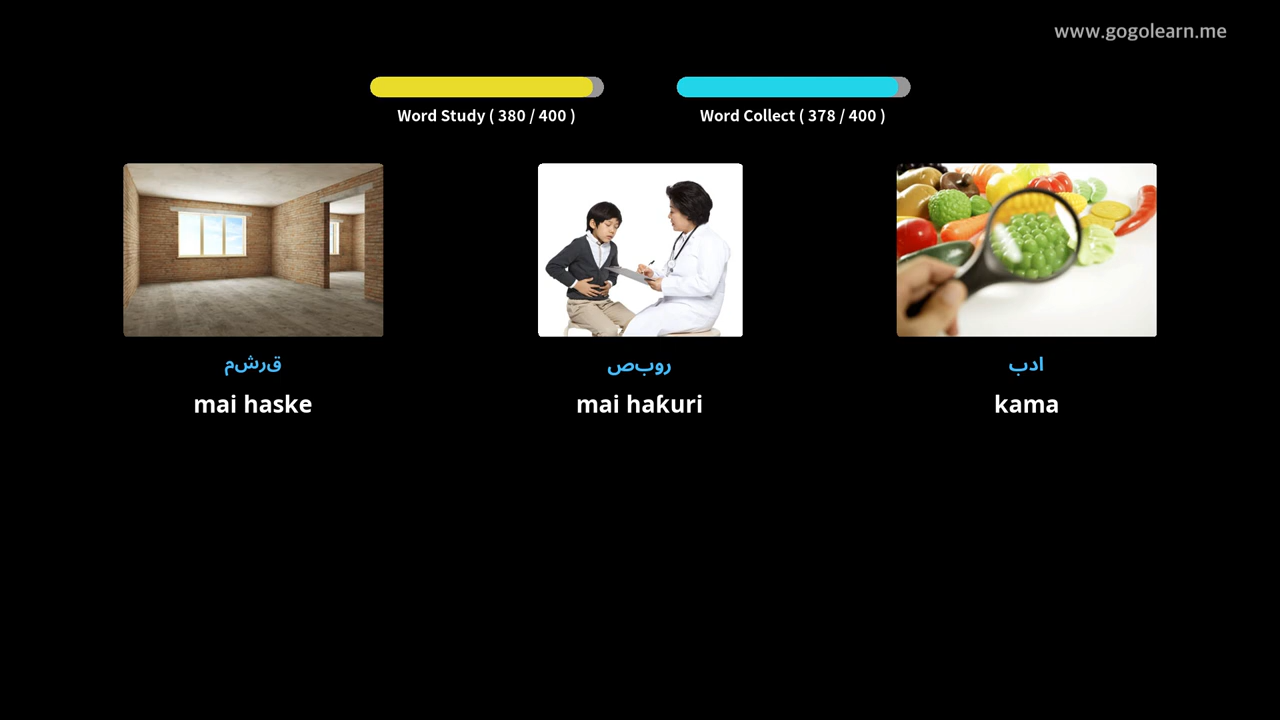 www.gogolearn.me
Word Study ( 380 / 400 )
Word Collect ( 378 / 400 )
قرشم
روبص
ادب
mai haske
mai haƙuri
kama